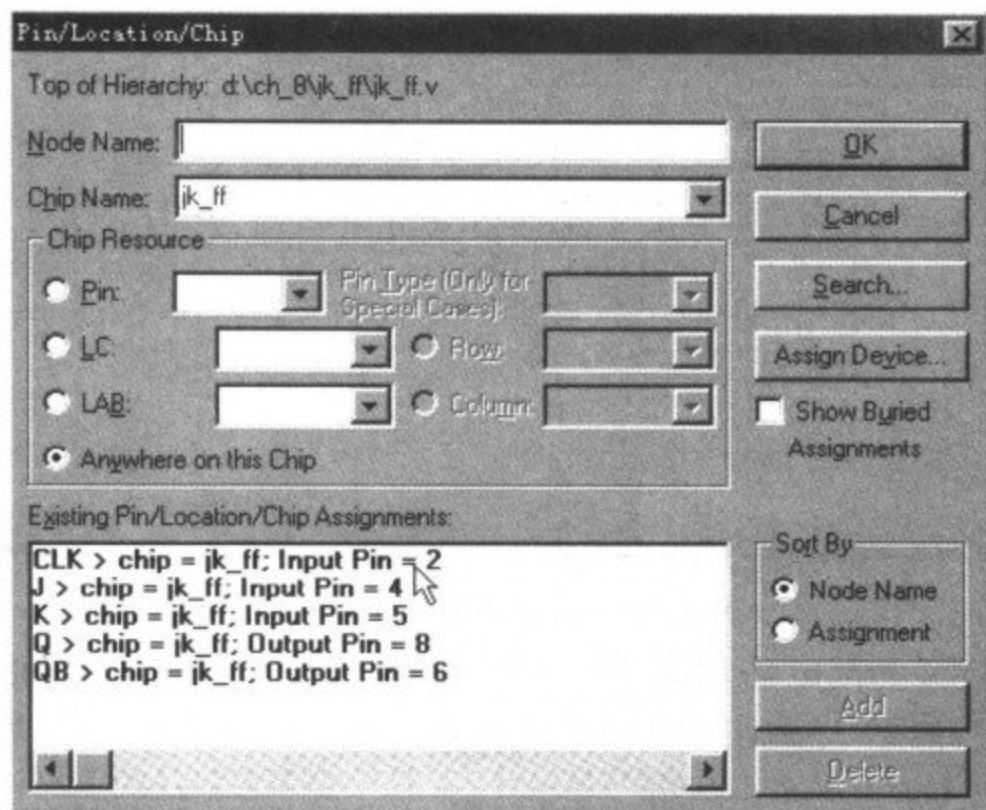 Pin/Location/Chip
Top of Hierarchy: d:\ch_8\jk_ff\jk_ff.v
Node Name:
OK
Chip Name: jk_ff
Cancel
Chip Resource
Pin:
Pin Type (Only for
Special Cases):
Search...
LC:
Row:
Assign Device...
LAB:
Column:
Show Buried
Assignments
Anywhere on this Chip
Existing Pin/Location/Chip Assignments:
CLK > chip = jk_ff; Input Pin = 2
J > chip = jk_ff; Input Pin = 4
K > chip = jk_ff; Input Pin = 5
Q > chip = jk_ff; Output Pin = 8
QB > chip = jk_ff; Output Pin = 6
Sort By
Node Name
Assignment
Add
Delete